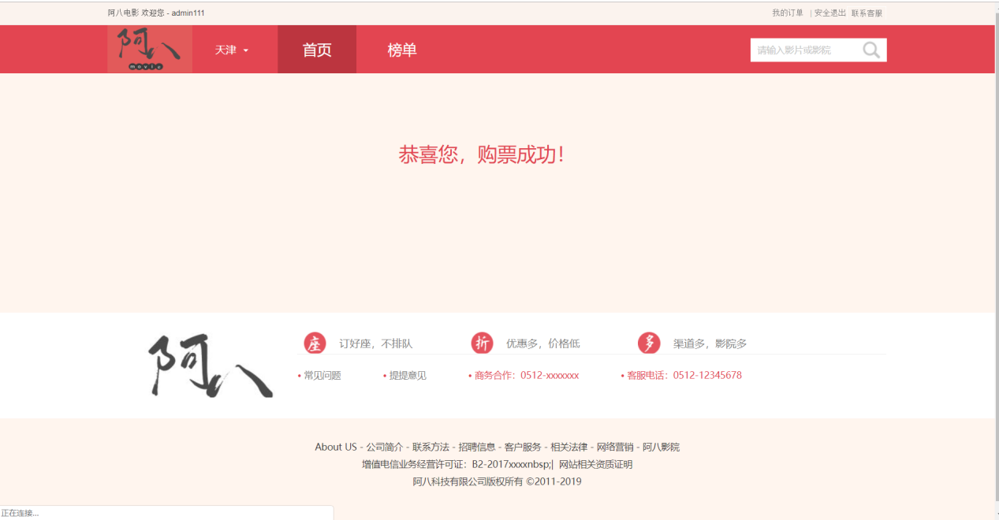 阿八电影 欢迎您 - admin111
我的订单 | 安全退出 联系客服
阿八
movie
天津
首页
榜单
请输入影片或影院
恭喜您，购票成功！
阿八
座 订好座，不排队
折 优惠多，价格低
多 渠道多，影院多
• 常见问题
• 提提意见
• 商务合作：0512-xxxxxxx
• 客服电话：0512-12345678
About US - 公司简介 - 联系方法 - 招聘信息 - 客户服务 - 相关法律 - 网络营销 - 阿八影院
增值电信业务经营许可证：B2-2017xxxxnbsp;| 网站相关资质证明
阿八科技有限公司版权所有 ©2011-2019
正在连接...